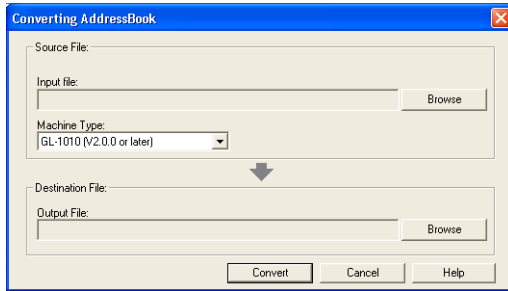 Converting AddressBook
Source File:
Input file:
Browse
Machine Type:
GL-1010 (V2.0.0 or later)
Destination File:
Output File:
Browse
Convert Cancel Help